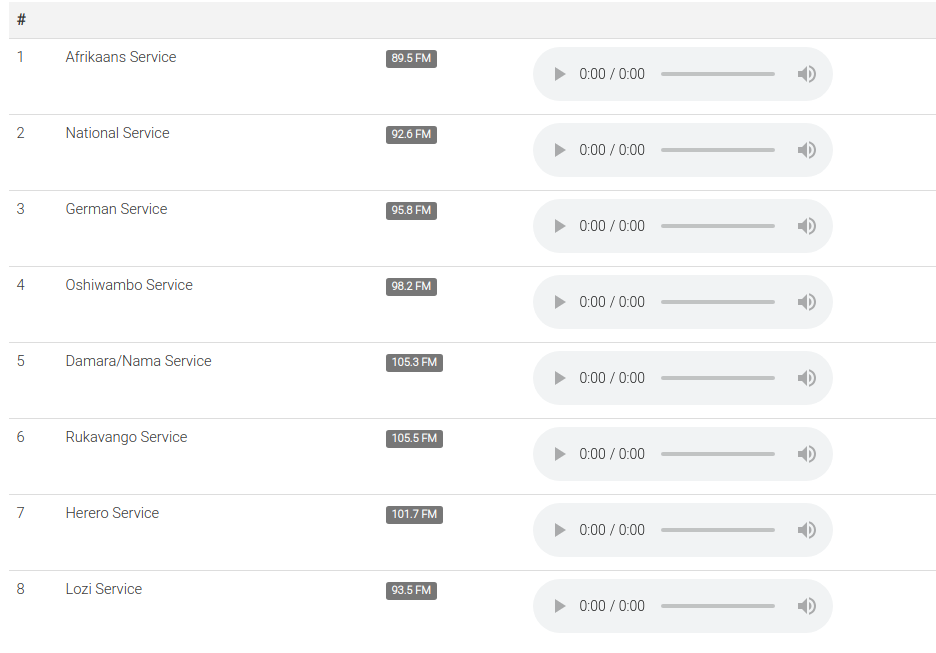 #
1 Afrikaans Service 89.5 FM 0:00 / 0:00
2 National Service 92.6 FM 0:00 / 0:00
3 German Service 95.8 FM 0:00 / 0:00
4 Oshiwambo Service 98.2 FM 0:00 / 0:00
5 Damara/Nama Service 105.3 FM 0:00 / 0:00
6 Rukavango Service 105.5 FM 0:00 / 0:00
7 Herero Service 101.7 FM 0:00 / 0:00
8 Lozi Service 93.5 FM 0:00 / 0:00